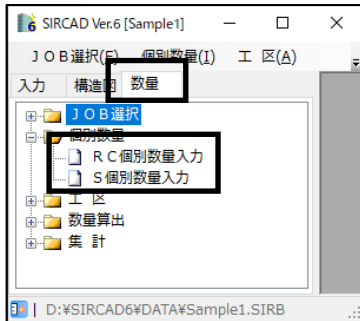 SIRCAD Ver.6 [Sample1]
ＪＯＢ選択(E) 個別数量(I) 工 区(A)
入力 構造図 数量
ＪＯＢ選択
個別数量
ＲＣ個別数量入力
Ｓ個別数量入力
工 区
数量算出
集 計
D:¥SIRCAD6¥DATA¥Sample1.SIRB